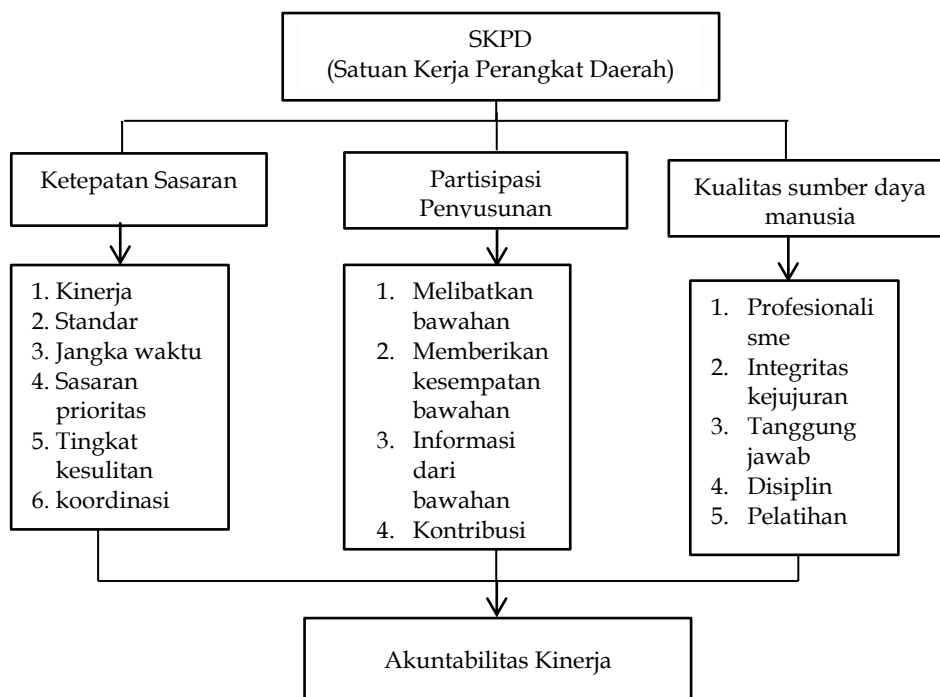 SKPD
(Satuan Kerja Perangkat Daerah)
Ketepatan Sasaran
Partisipasi
Penyusunan
Kualitas sumber daya
manusia
1. Kinerja
2. Standar
3. Jangka waktu
4. Sasaran
prioritas
5. Tingkat
kesulitan
6. koordinasi
1. Melibatkan
bawahan
2. Memberikan
kesempatan
bawahan
3. Informasi
dari
bawahan
4. Kontribusi
1. Profesionali
sme
2. Integritas
kejujuran
3. Tanggung
jawab
4. Disiplin
5. Pelatihan
Akuntabilitas Kinerja